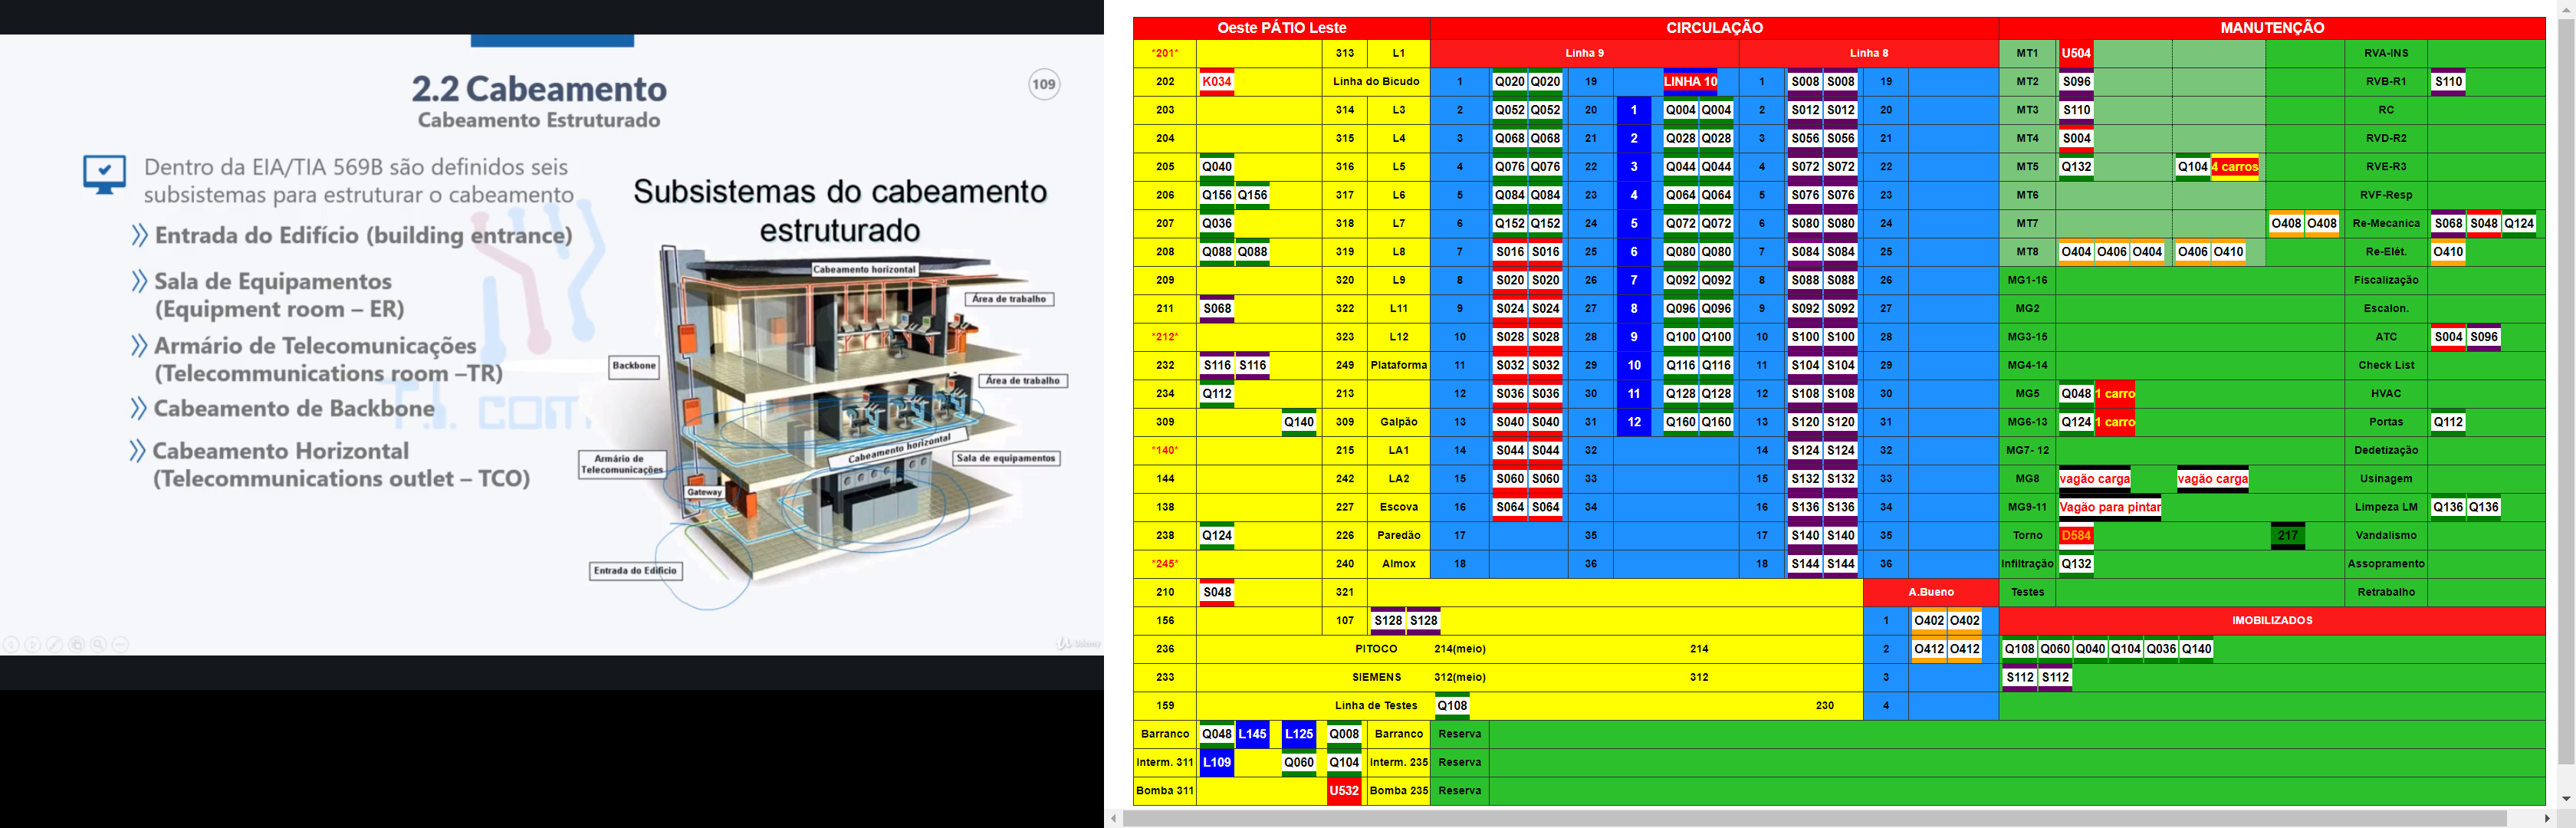 2.2 Cabeamento
109
Cabeamento Estruturado
Dentro da EIA/TIA 569B são definidos seis
subsistemas para estruturar o cabeamento
Entrada do Edifício (building entrance)
Sala de Equipamentos
(Equipment room – ER)
Armário de Telecomunicações
(Telecommunications room –TR)
Cabeamento de Backbone
Cabeamento Horizontal
(Telecommunications outlet – TCO)
T.I. COM
Subsistemas do cabeamento
estruturado
Cabeamento horizontal
Área de trabalho
Backbone
Área de trabalho
Cabeamento horizontal
Armário de
Telecomunicações
Sala de equipamentos
Gateway
Entrada do Edifício
Udemy
Oeste PÁTIO Leste CIRCULAÇÃO MANUTENÇÃO
*201* 313 L1 Linha 9 Linha 8 MT1 U504 RVA-INS
202 K034 Linha do Bicudo 1 Q020 Q020 19 LINHA 10 1 S008 S008 19 MT2 S096 RVB-R1 S110
203 314 L3 2 Q052 Q052 20 1 Q004 Q004 2 S012 S012 20 MT3 S110 RC
204 315 L4 3 Q068 Q068 21 2 Q028 Q028 3 S056 S056 21 MT4 S004 RVD-R2
205 Q040 316 L5 4 Q076 Q076 22 3 Q044 Q044 4 S072 S072 22 MT5 Q132 Q104 4 carros RVE-R3
206 Q156 Q156 317 L6 5 Q084 Q084 23 4 Q064 Q064 5 S076 S076 23 MT6 RVF-Resp
207 Q036 318 L7 6 Q152 Q152 24 5 Q072 Q072 6 S080 S080 24 MT7 O408 O408 Re-Mecanica S068 S048 Q124
208 Q088 Q088 319 L8 7 S016 S016 25 6 Q080 Q080 7 S084 S084 25 MT8 O404 O406 O404 O406 O410 Re-Elét. O410
209 320 L9 8 S020 S020 26 7 Q092 Q092 8 S088 S088 26 MG1-16 Fiscalização
211 S068 322 L11 9 S024 S024 27 8 Q096 Q096 9 S092 S092 27 MG2 Escalon.
*212* 323 L12 10 S028 S028 28 9 Q100 Q100 10 S100 S100 28 MG3-15 ATC S004 S096
232 S116 S116 249 Plataforma 11 S032 S032 29 10 Q116 Q116 11 S104 S104 29 MG4-14 Check List
234 Q112 213 12 S036 S036 30 11 Q128 Q128 12 S108 S108 30 MG5 Q048 1 carro HVAC
309 Q140 309 Galpão 13 S040 S040 31 12 Q160 Q160 13 S120 S120 31 MG6-13 Q124 1 carro Portas Q112
*140* 215 LA1 14 S044 S044 32 14 S124 S124 32 MG7- 12 Dedetização
144 242 LA2 15 S060 S060 33 15 S132 S132 33 MG8 vagão carga vagão carga Usinagem
138 227 Escova 16 S064 S064 34 16 S136 S136 34 MG9-11 Vagão para pintar Limpeza LM Q136 Q136
238 Q124 226 Paredão 17 35 17 S140 S140 35 Torno D584 217 Vandalismo
*245* 240 Almox 18 36 18 S144 S144 36 Infiltração Q132 Assopramento
210 S048 321 A.Bueno Testes Retrabalho
156 107 S128 S128 1 O402 O402 IMOBILIZADOS
236 PITOCO 214(meio) 214 2 O412 O412 Q108 Q060 Q040 Q104 Q036 Q140
233 SIEMENS 312(meio) 312 3 S112 S112
159 Linha de Testes Q108 230 4
Barranco Q048 L145 L125 Q008 Barranco Reserva
Interm. 311 L109 Q060 Q104 Interm. 235 Reserva
Bomba 311 U532 Bomba 235 Reserva